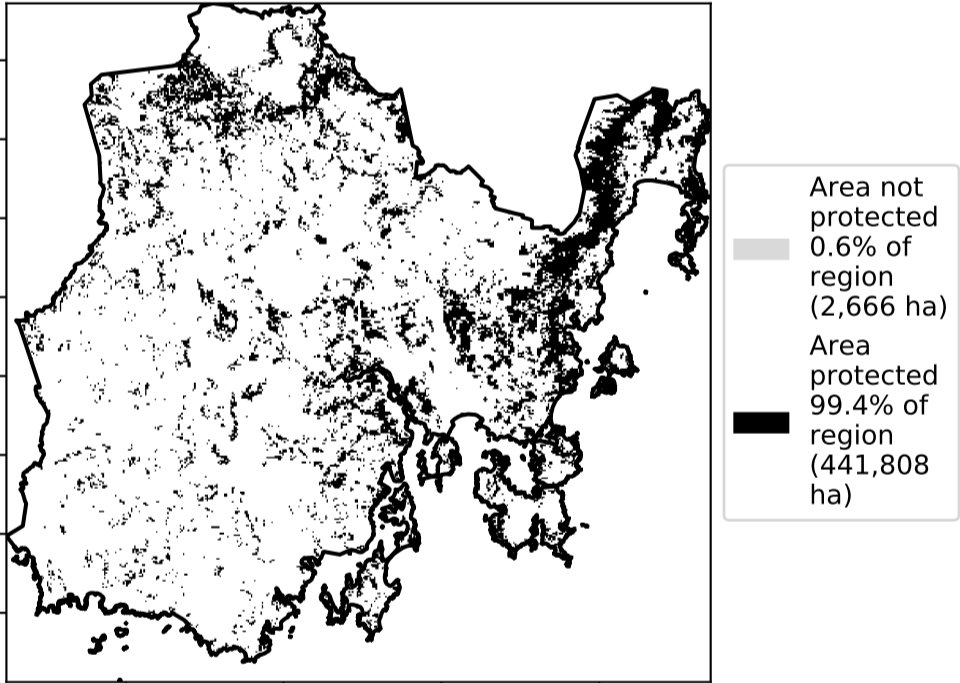 Area not
protected
0.6% of
region
(2,666 ha)
Area
protected
99.4% of
region
(441,808
ha)